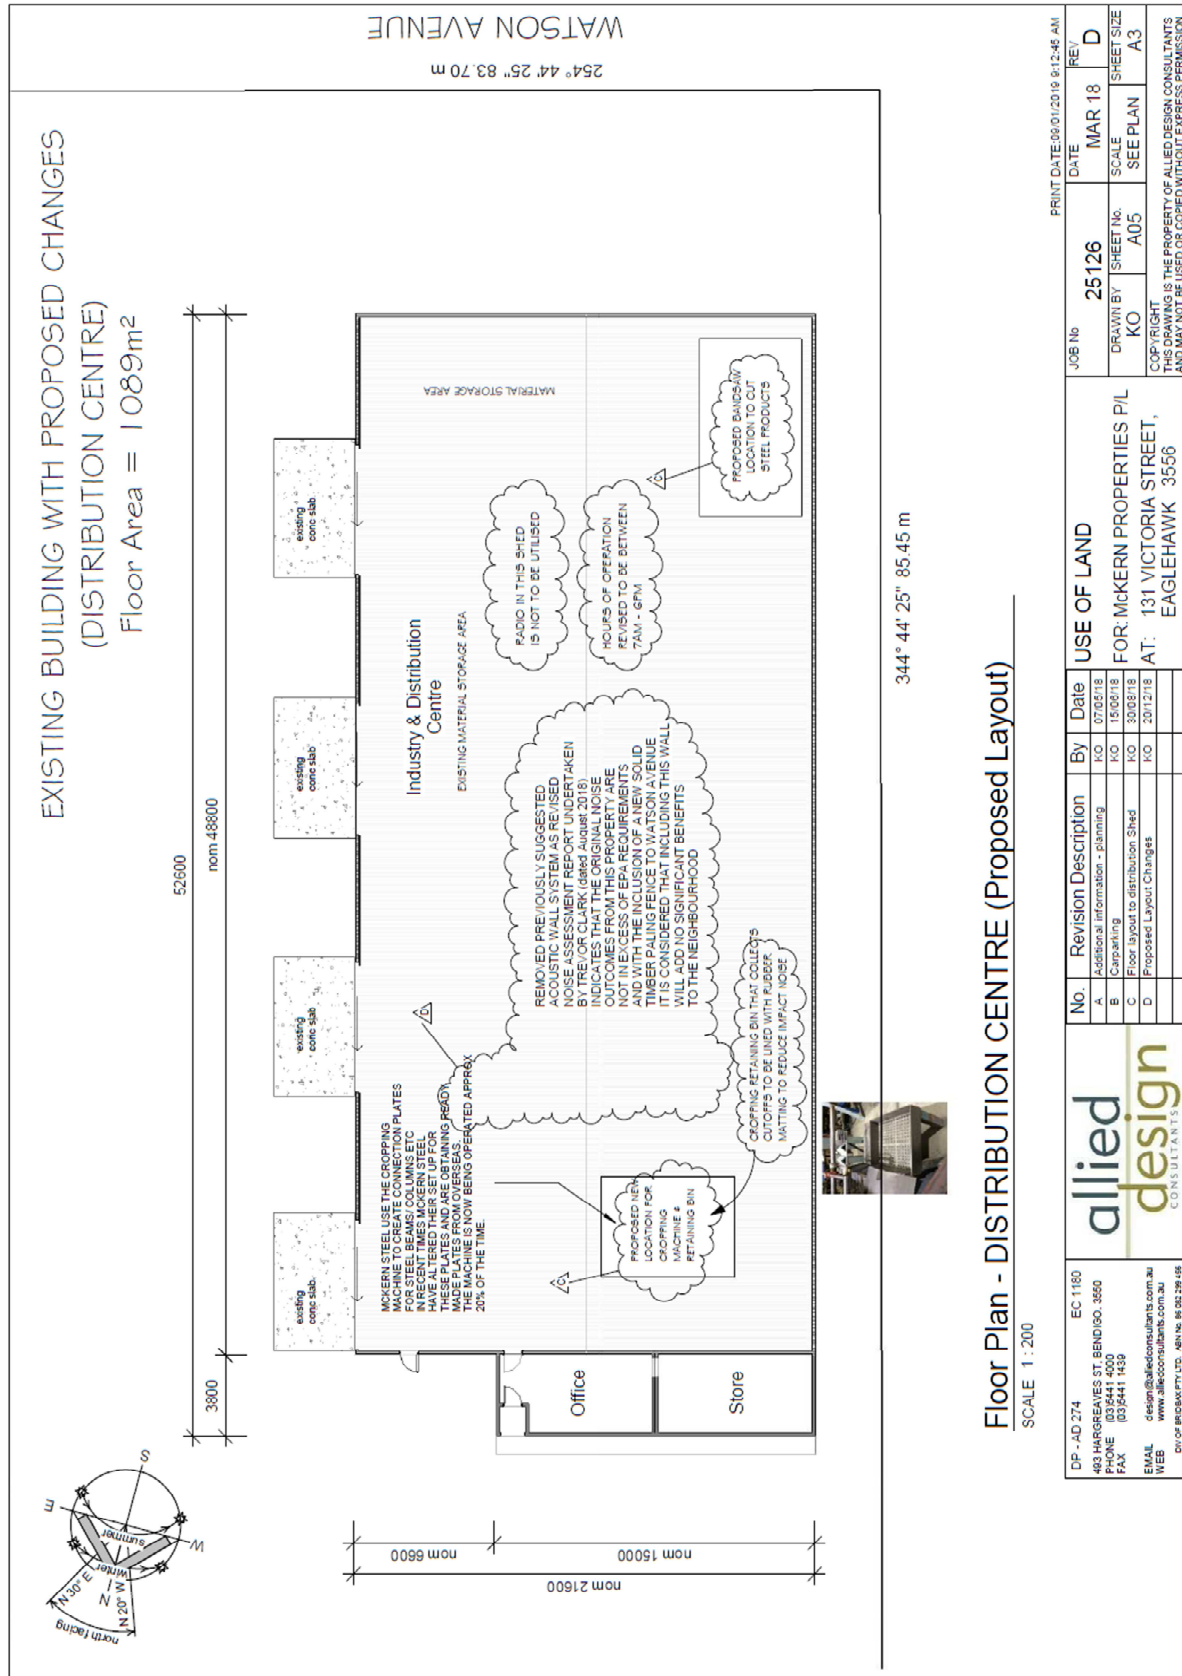 EXISTING BUILDING WITH PROPOSED CHANGES
(DISTRIBUTION CENTRE)
Floor Area = 1089m²
WATSON AVENUE
254° 44' 25" 83.70 m
52600
nom 48800
3800
nom 6600
nom 15000
nom 21600
E
S
W
N
summer
winter
N 30° E
N 20° W
north facing
existing
conc slab
existing
conc slab
existing
conc slab
existing
conc slab
MCKERN STEEL USE THE CROPPING
MACHINE TO CREATE CONNECTION PLATES
FOR STEEL BEAMS/ COLUMNS ETC
IN RECENT TIMES MCKERN STEEL
HAVE ALTERED THEIR SET UP FOR
THESE PLATES AND ARE OBTAINING READY
MADE PLATES FROM OVERSEAS.
THE MACHINE IS NOW BEING OPERATED APPROX
20% OF THE TIME.
D
Industry & Distribution
Centre
EXISTING MATERIAL STORAGE AREA
MATERIAL STORAGE AREA
REMOVED PREVIOUSLY SUGGESTED
ACOUSTIC WALL SYSTEM AS REVISED
NOISE ASSESSMENT REPORT UNDERTAKEN
BY TREVOR CLARK (dated August 2018)
INDICATES THAT THE ORIGINAL NOISE
OUTCOMES FROM THIS PROPERTY ARE
NOT IN EXCESS OF EPA REQUIREMENTS
AND WITH THE INCLUSION OF A NEW SOLID
TIMBER PALING FENCE TO WATSON AVENUE
IT IS CONSIDERED THAT INCLUDING THIS WALL
WILL ADD NO SIGNIFICANT BENEFITS
TO THE NEIGHBOURHOOD
RADIO IN THIS SHED
IS NOT TO BE UTILISED
HOURS OF OPERATION
REVISED TO BE BETWEEN
7AM - 6PM
C
PROPOSED BANDSAW
LOCATION TO CUT
STEEL PRODUCTS
C
PROPOSED NEW
LOCATION FOR
CROPPING
MACHINE &
RETAINING BIN
CROPPING RETAINING BIN THAT COLLECTS
CUTOFFS TO BE LINED WITH RUBBER
MATTING TO REDUCE IMPACT NOISE
Office
Store
344° 44' 25" 85.45 m
Floor Plan - DISTRIBUTION CENTRE (Proposed Layout)
SCALE 1 : 200
PRINT DATE:09/01/2019 9:12:45 AM
DP - AD 274 EC 1180
493 HARGREAVES ST, BENDIGO. 3550
PHONE (03)5441 4000
FAX (03)5441 1439
EMAIL design@alliedconsultants.com.au
WEB www.alliedconsultants.com.au
allied
design
CONSULTANTS
No. Revision Description By Date
A Additional information - planning KO 07/05/18
B Carparking KO 15/06/18
C Floor layout to distribution Shed KO 30/08/18
D Proposed Layout Changes KO 20/12/18
USE OF LAND
FOR: McKERN PROPERTIES P/L
AT: 131 VICTORIA STREET,
EAGLEHAWK 3556
JOB No 25126
DATE MAR 18
REV D
DRAWN BY KO
SHEET No. A05
SCALE SEE PLAN
SHEET SIZE A3
COPYRIGHT
THIS DRAWING IS THE PROPERTY OF ALLIED DESIGN CONSULTANTS
AND MAY NOT BE USED OR COPIED WITHOUT EXPRESS PERMISSION